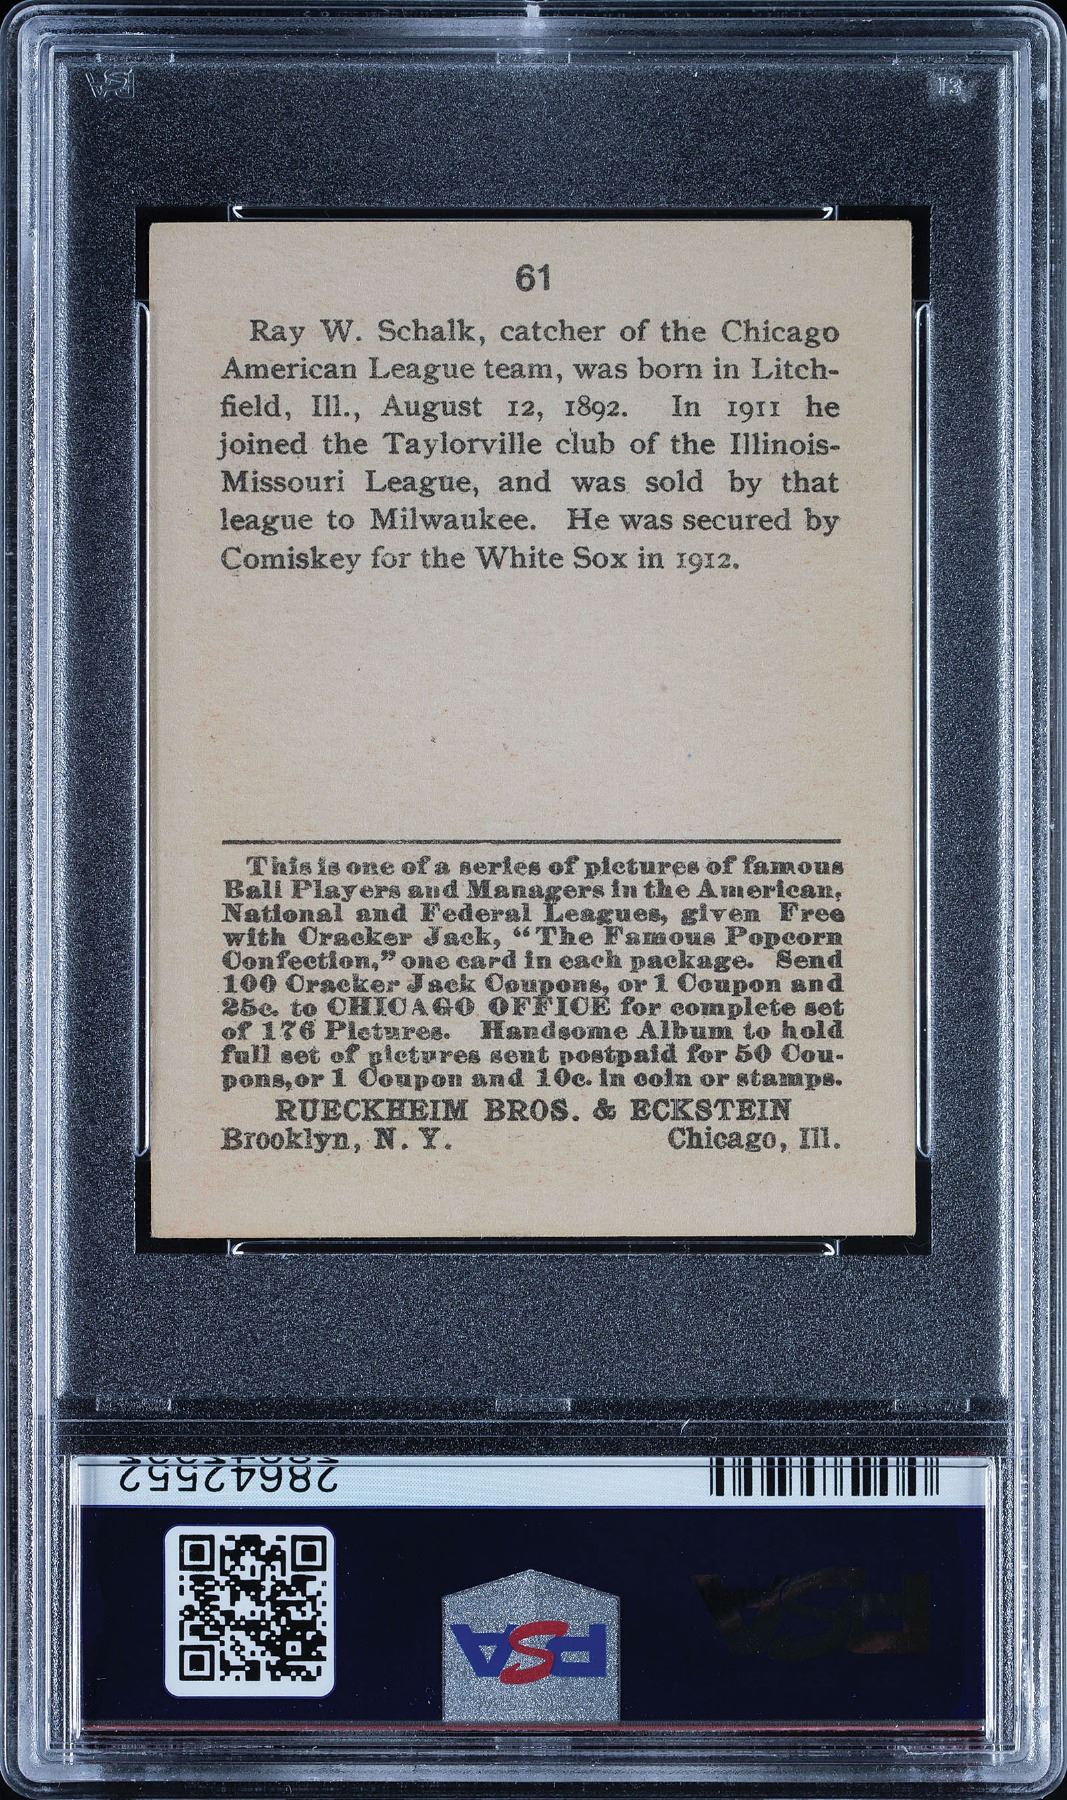 61
Ray W. Schalk, catcher of the Chicago
American League team, was born in Litch-
field, Ill., August 12, 1892. In 1911 he
joined the Taylorville club of the Illinois-
Missouri League, and was sold by that
league to Milwaukee. He was secured by
Comiskey for the White Sox in 1912.
This is one of a series of pictures of famous
Ball Players and Managers in the American,
National and Federal Leagues, given Free
with Cracker Jack, “The Famous Popcorn
Confection,” one card in each package. Send
100 Cracker Jack Coupons, or 1 Coupon and
25c. to CHICAGO OFFICE for complete set
of 176 Pictures. Handsome Album to hold
full set of pictures sent postpaid for 50 Cou-
pons, or 1 Coupon and 10c. in coin or stamps.
RUECKHEIM BROS. & ECKSTEIN
Brooklyn, N. Y. Chicago, Ill.
28642552
PSA
PSA